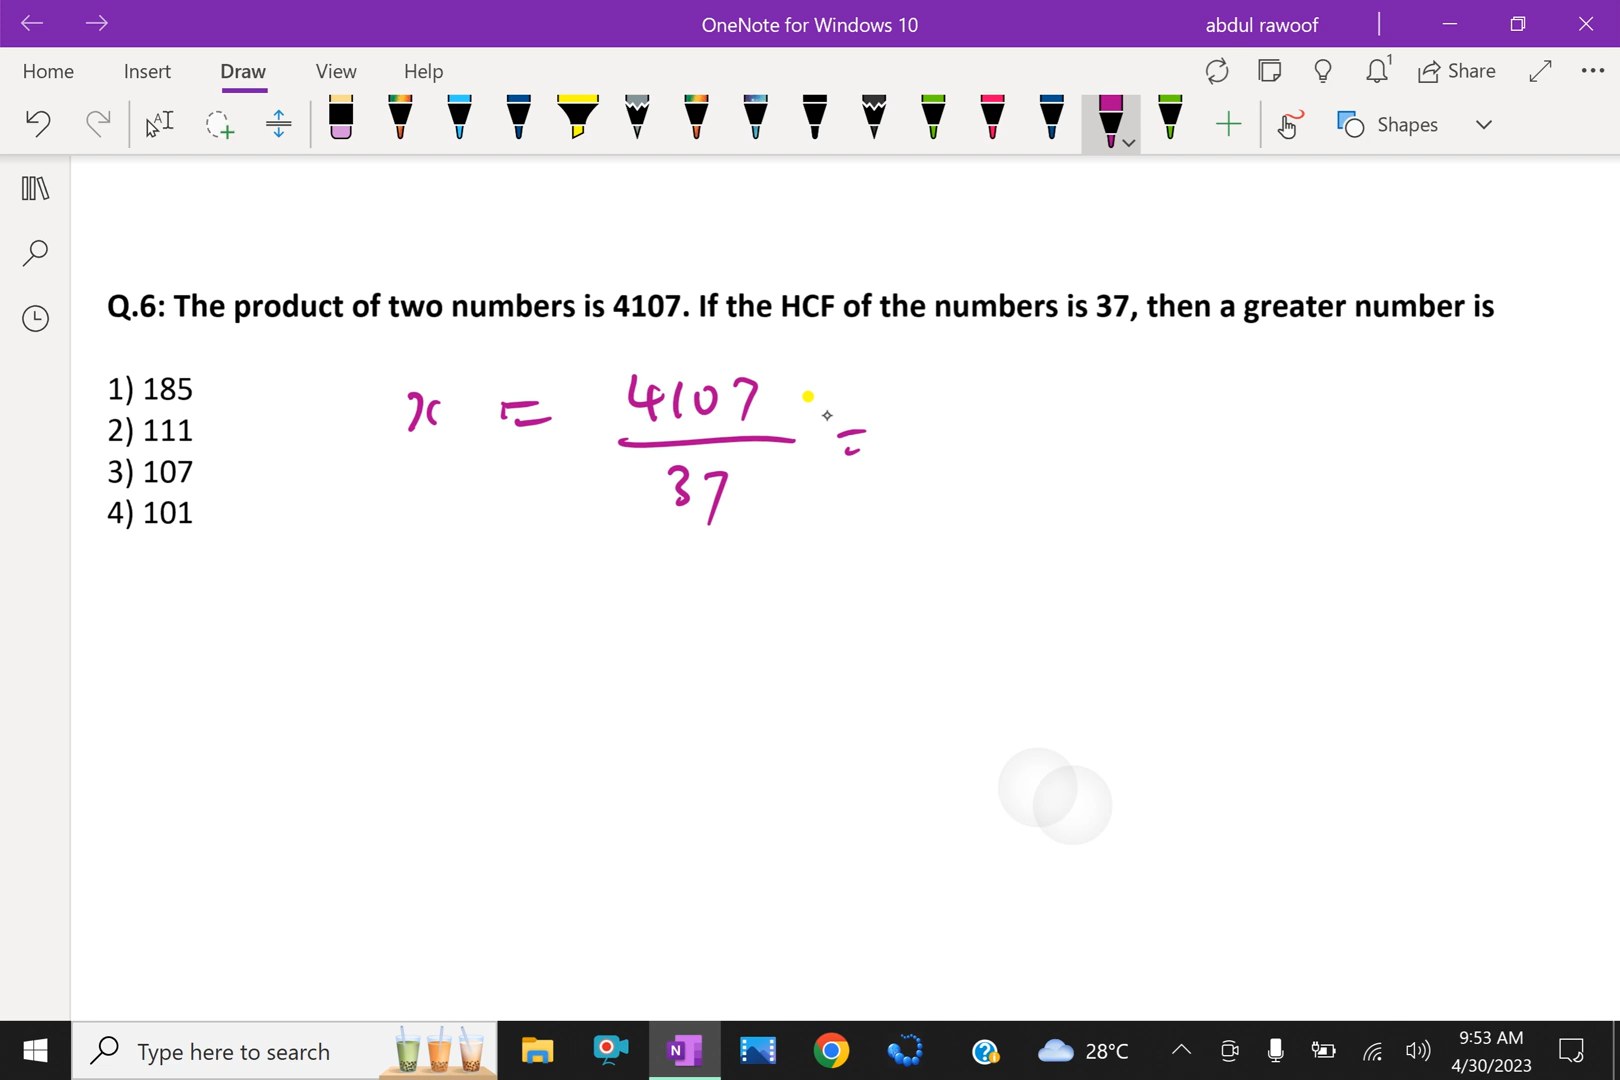 OneNote for Windows 10
abdul rawoof
Home Insert Draw View Help
1 Share
Shapes
Q.6: The product of two numbers is 4107. If the HCF of the numbers is 37, then a greater number is
1) 185
2) 111
3) 107
4) 101
x = 4107 =
37
Type here to search
28°C
9:53 AM
4/30/2023